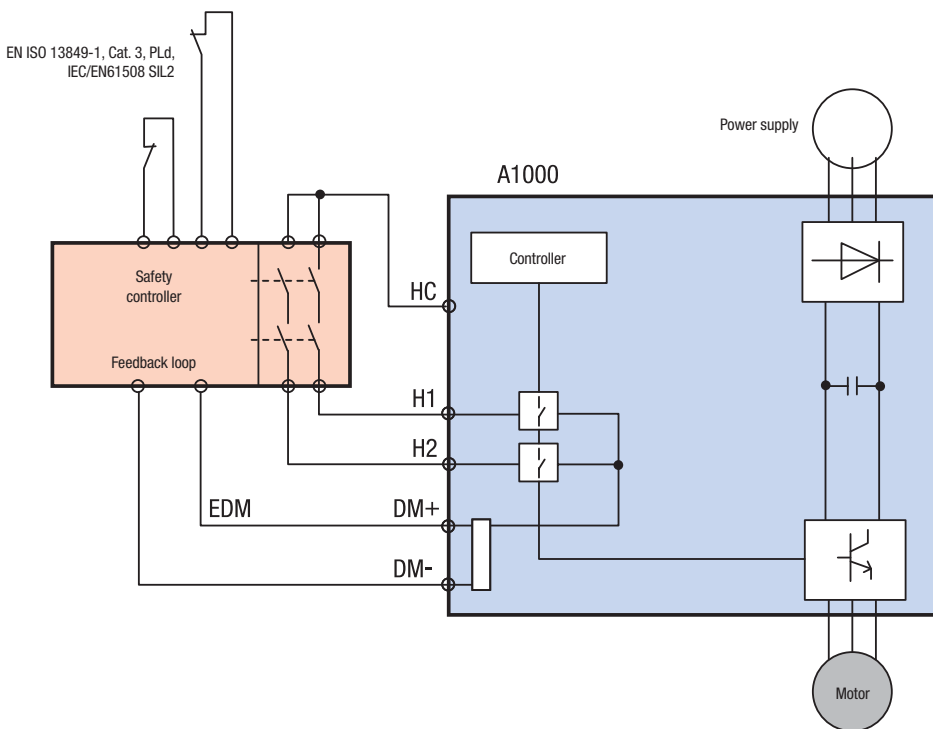 EN ISO 13849-1, Cat. 3, PLd,
IEC/EN61508 SIL2
Power supply
A1000
Safety
controller
Controller
HC
Feedback loop
H1
H2
EDM
DM+
DM-
Motor